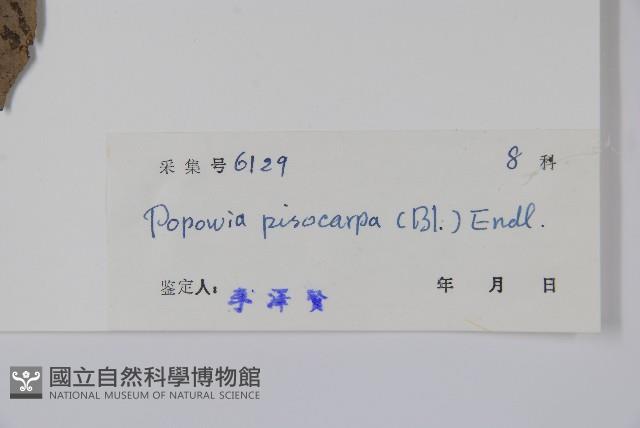 采集号 6129 8 科
Popowia pisocarpa (Bl.) Endl.
鉴定人: 李泽贤 年 月 日
國立自然科學博物館
NATIONAL MUSEUM OF NATURAL SCIENCE